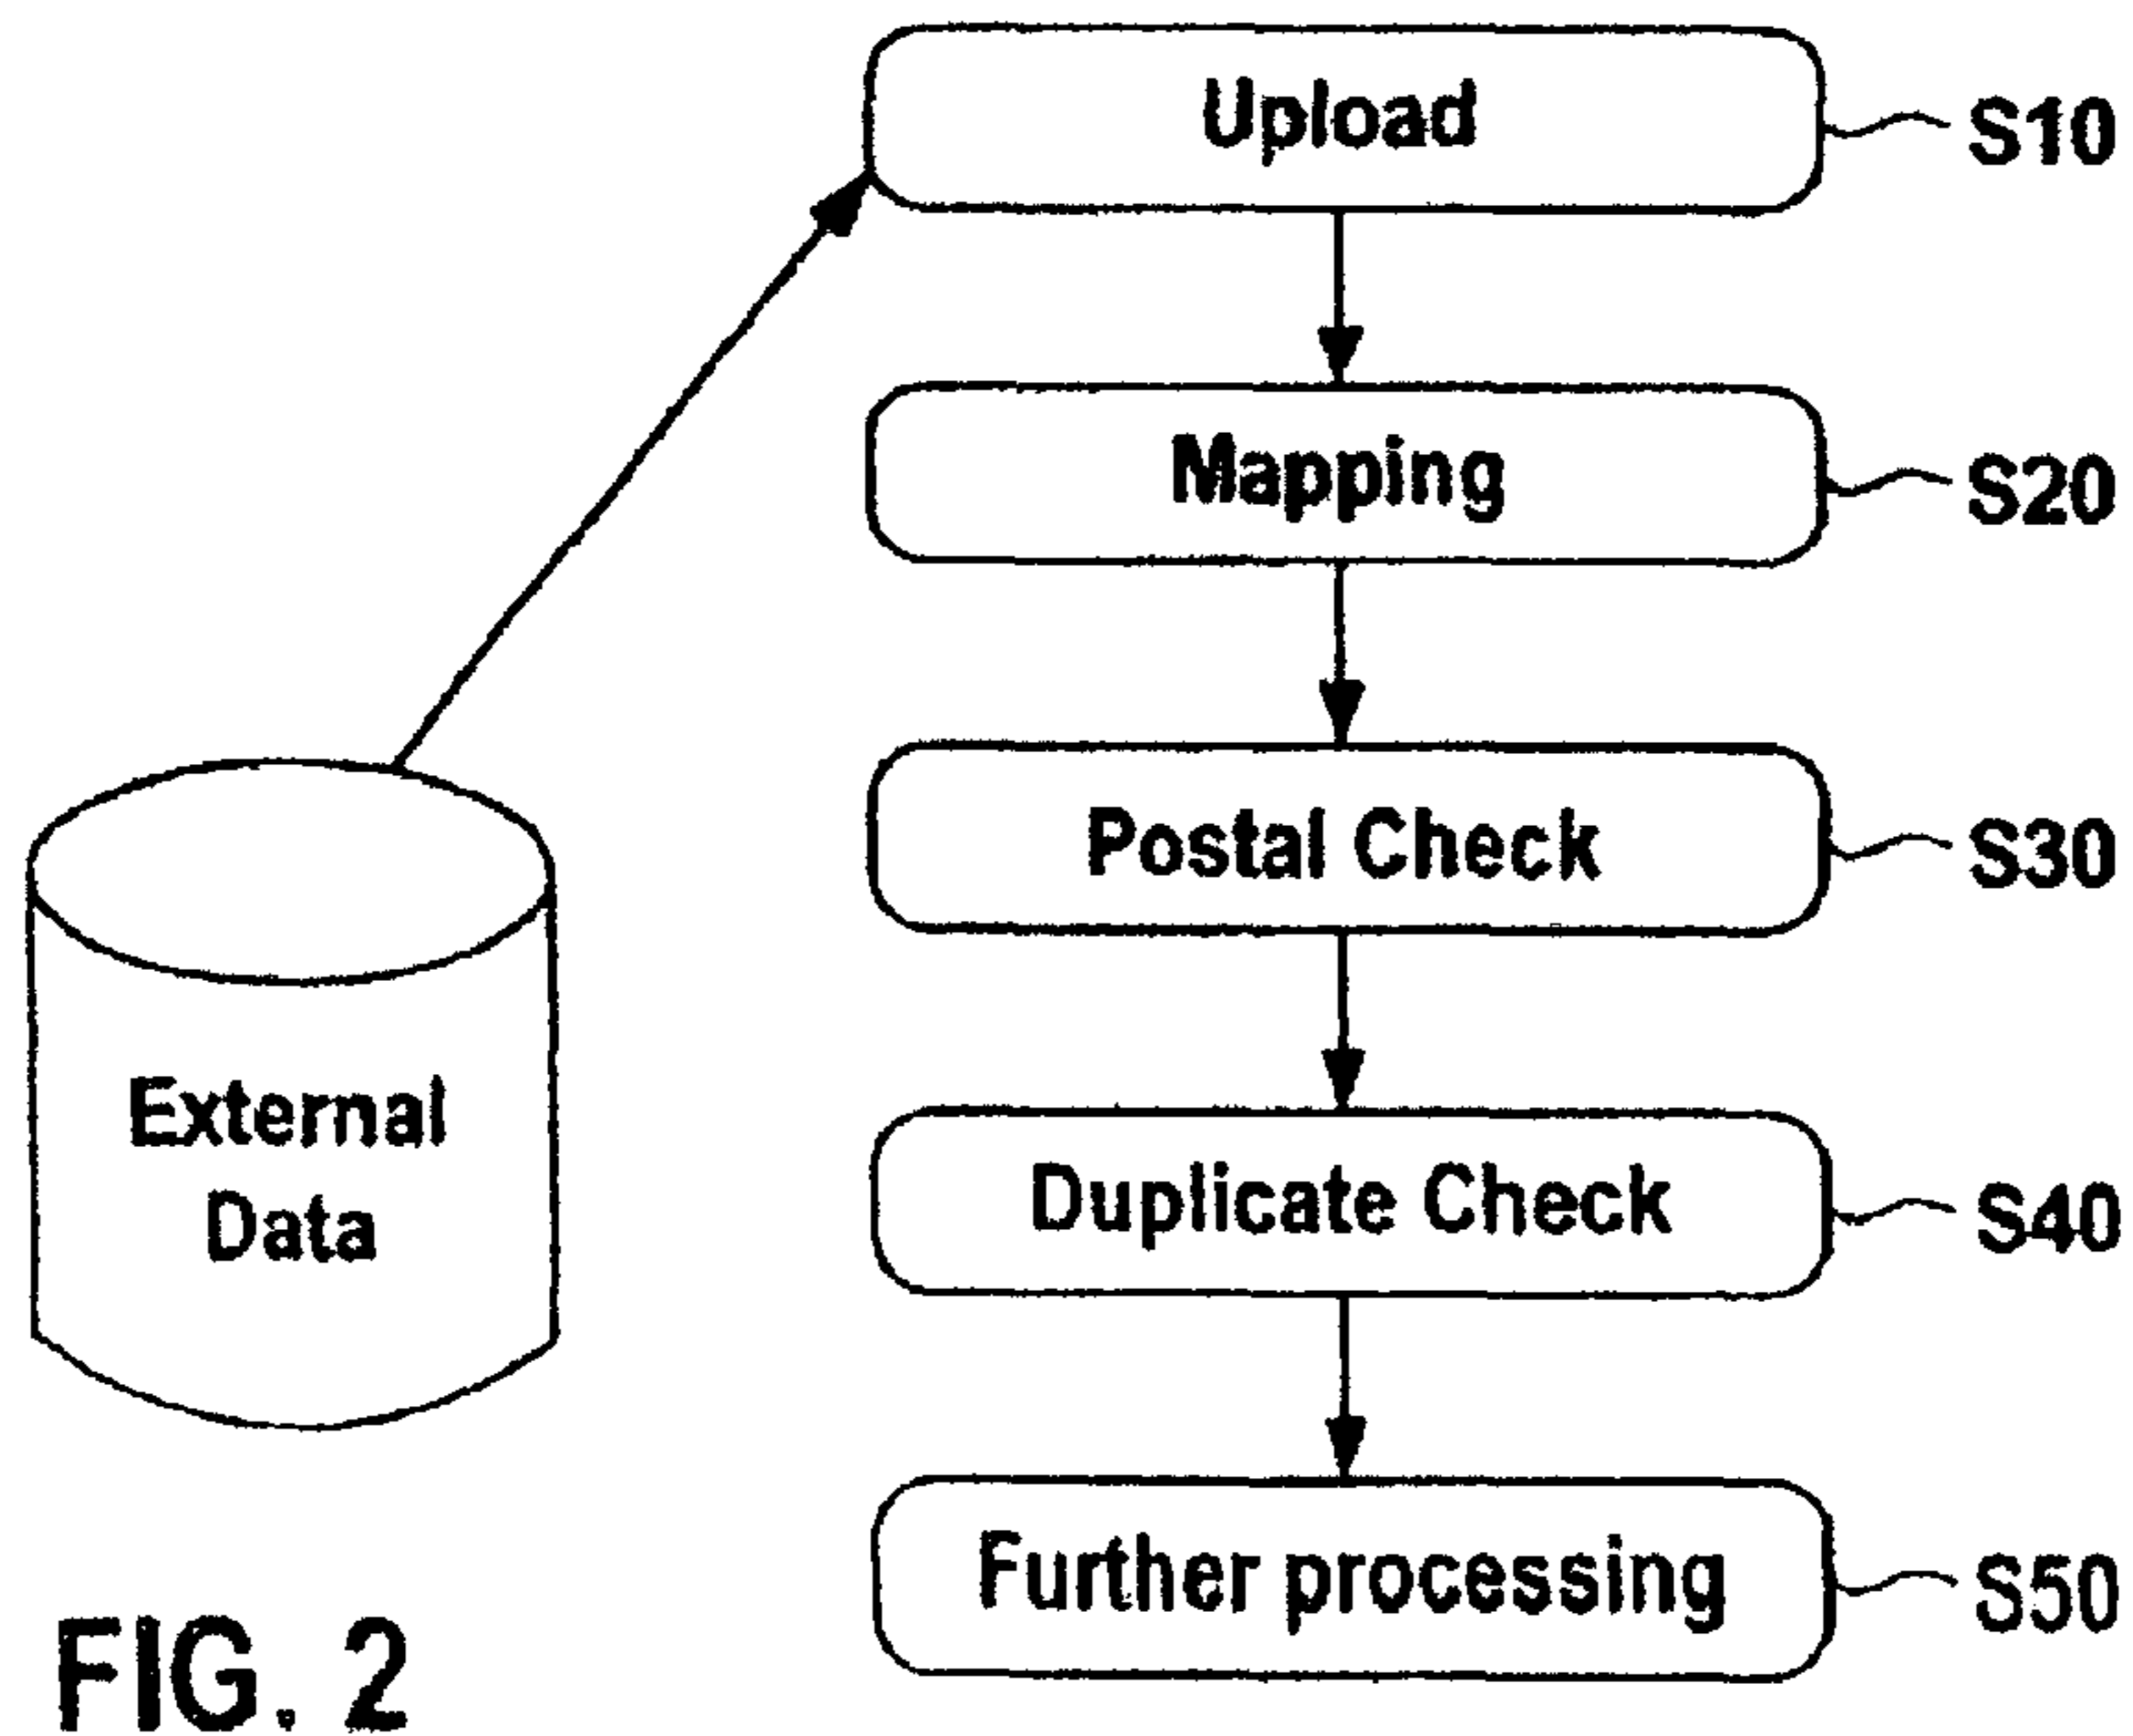 Upload
S10
Mapping
S20
Postal Check
S30
External
Data
Duplicate Check
S40
Further processing
S50
FIG. 2